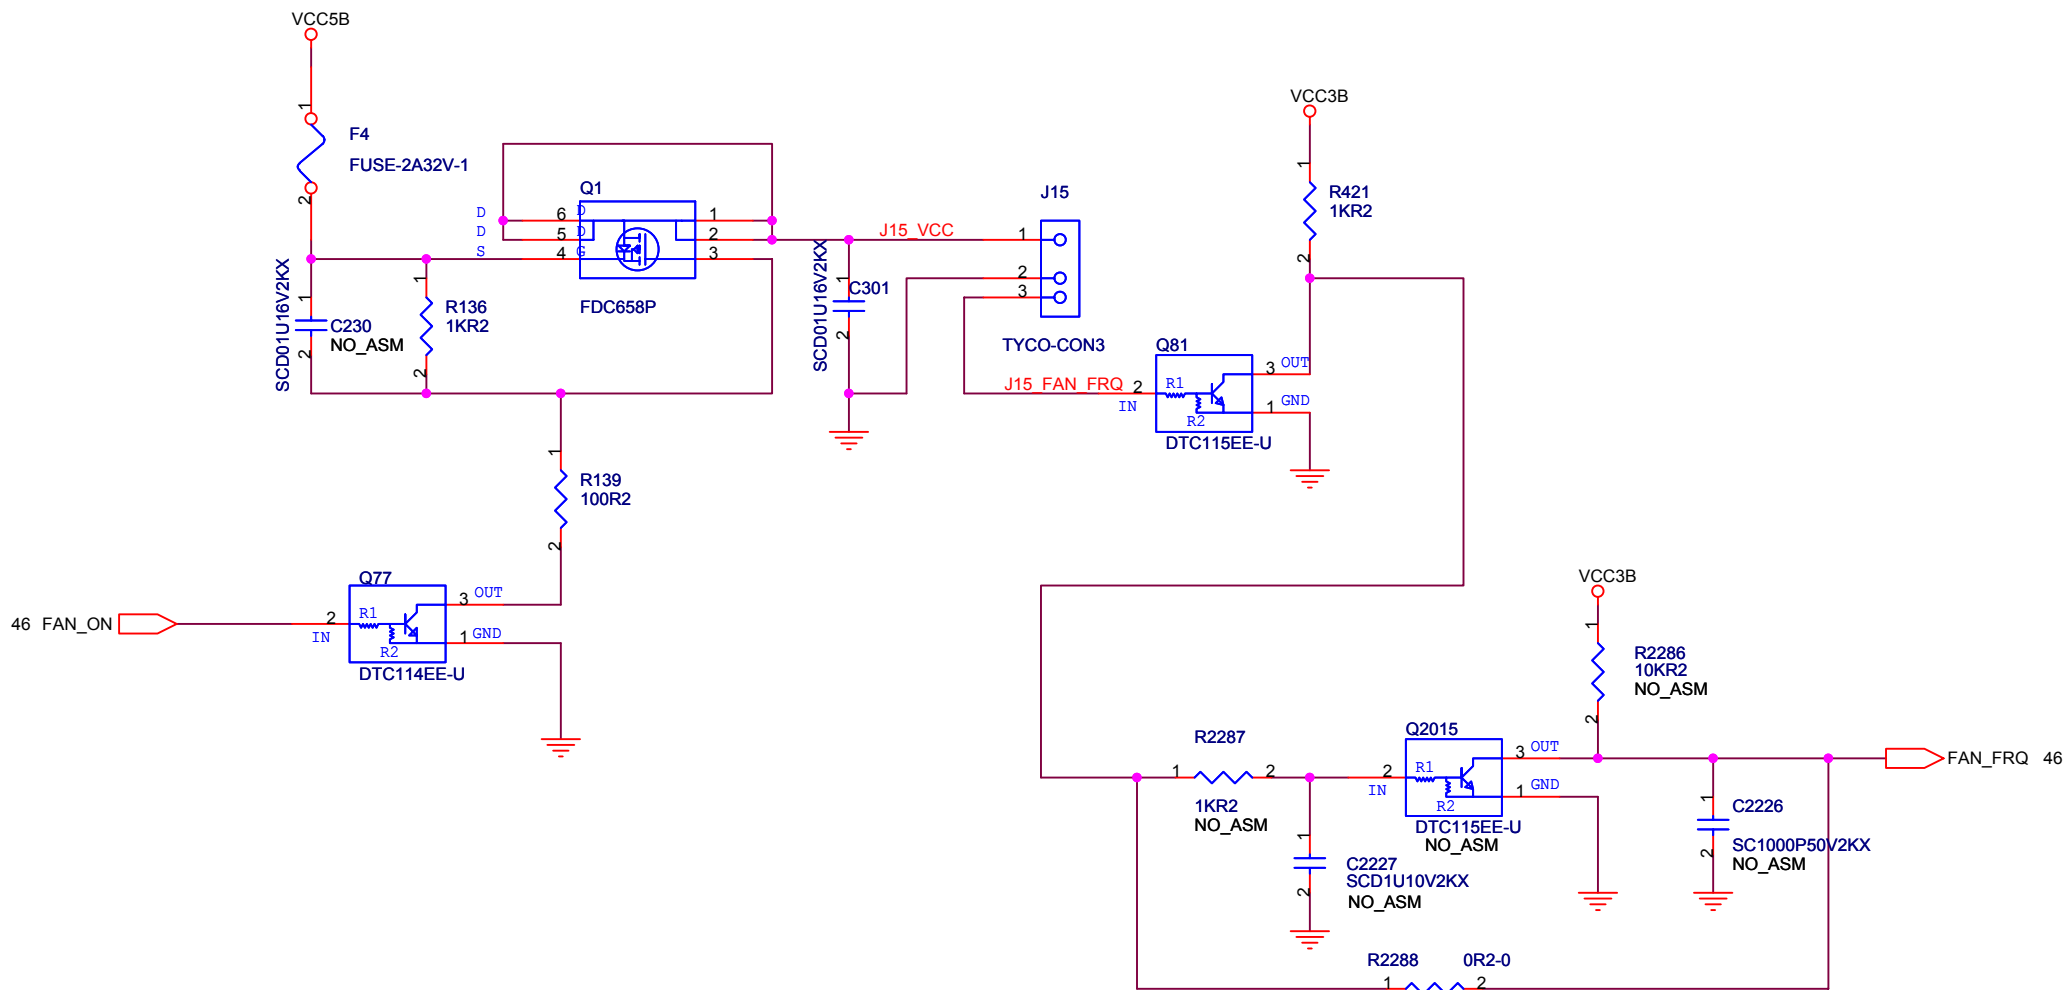 VCC5B
1
F4
FUSE-2A32V-1
2
Q1
D 6 D 1
D 5 D 2
S 4 G 3
FDC658P
SCD01U16V2KX
1
C230
NO_ASM
2
1
R136
1KR2
2
J15_VCC
SCD01U16V2KX
1
C301
2
J15
1
2
3
TYCO-CON3
VCC3B
1
R421
1KR2
2
Q81
J15_FAN_FRQ 2
IN
R1
R2
3 OUT
1 GND
DTC115EE-U
1
R139
100R2
2
Q77
46 FAN_ON
2
IN
R1
R2
3 OUT
1 GND
DTC114EE-U
VCC3B
1
R2286
10KR2
NO_ASM
2
R2287
1 2
1KR2
NO_ASM
Q2015
2
IN
R1
R2
3 OUT
1 GND
DTC115EE-U
NO_ASM
FAN_FRQ 46
1
C2226
SC1000P50V2KX
NO_ASM
2
1
C2227
SCD1U10V2KX
NO_ASM
2
R2288 0R2-0
1 2